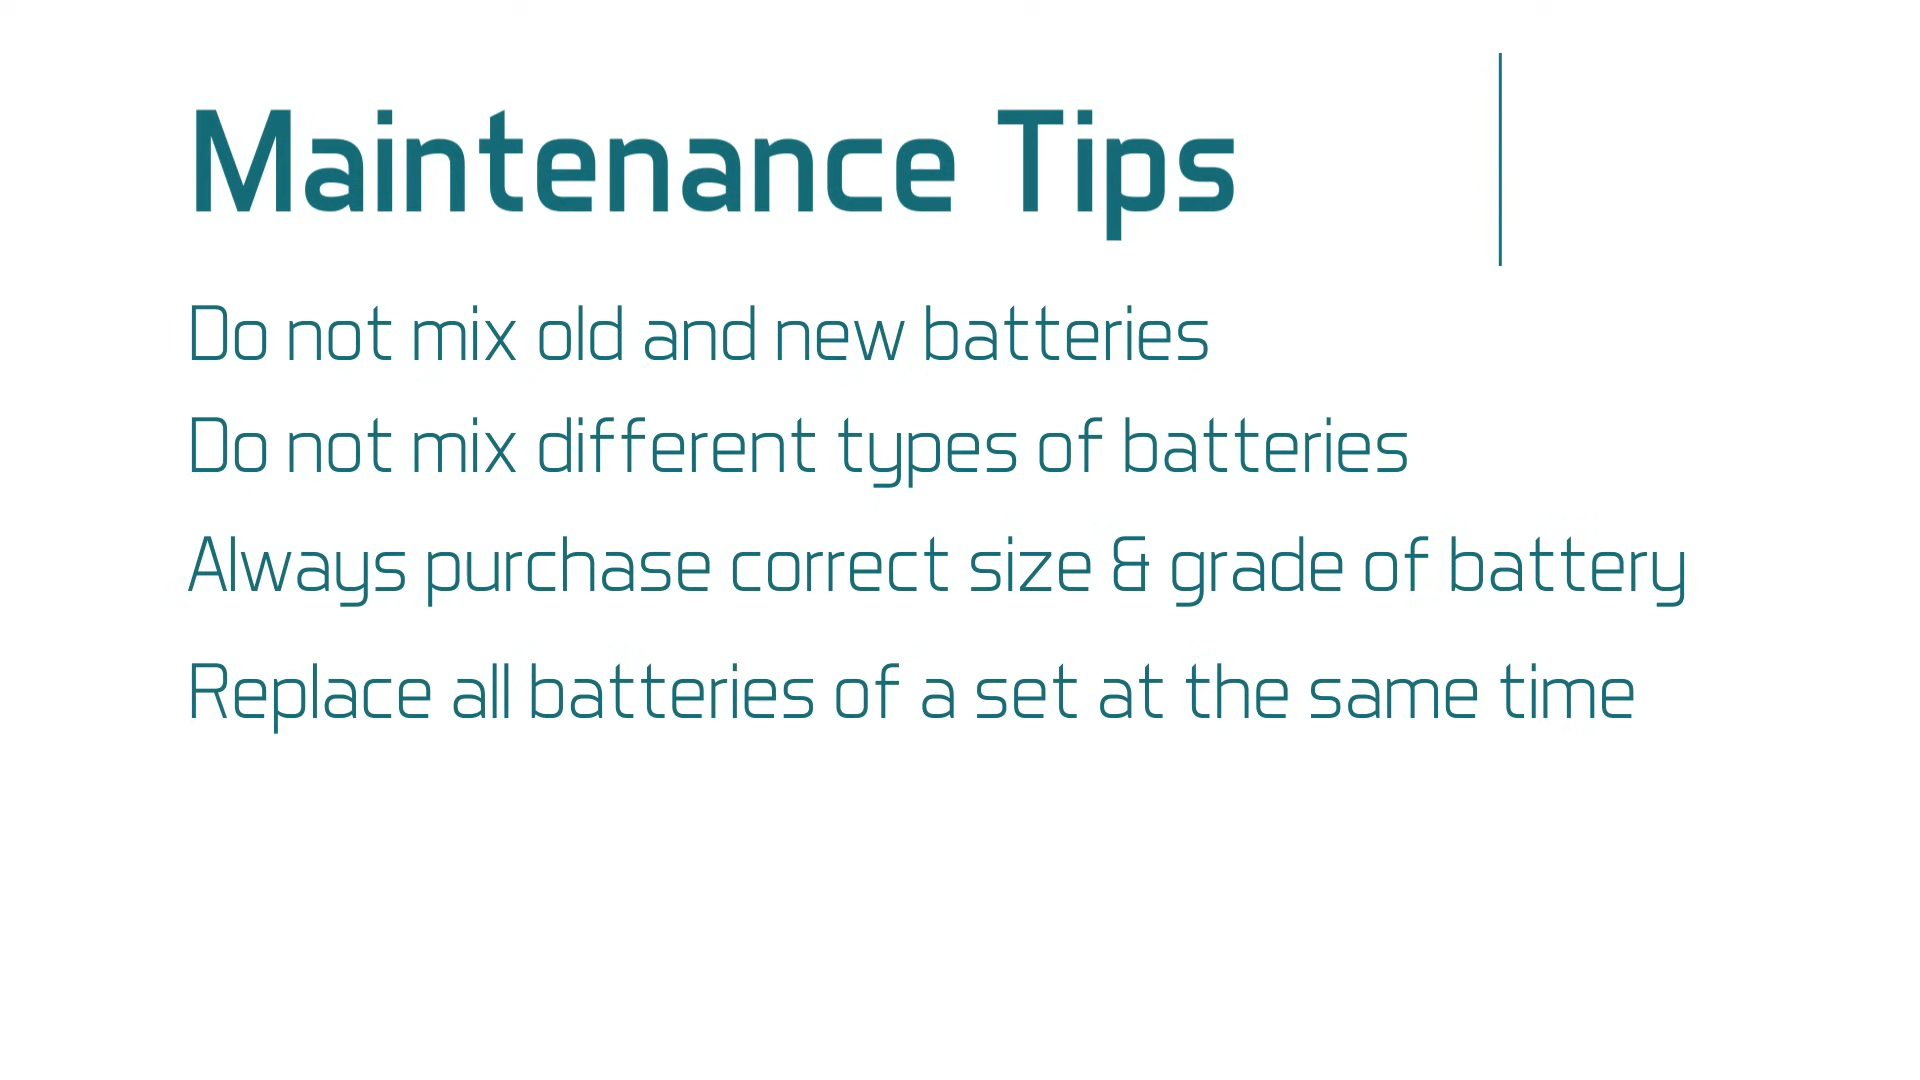 Maintenance Tips
Do not mix old and new batteries
Do not mix different types of batteries
Always purchase correct size & grade of battery
Replace all batteries of a set at the same time